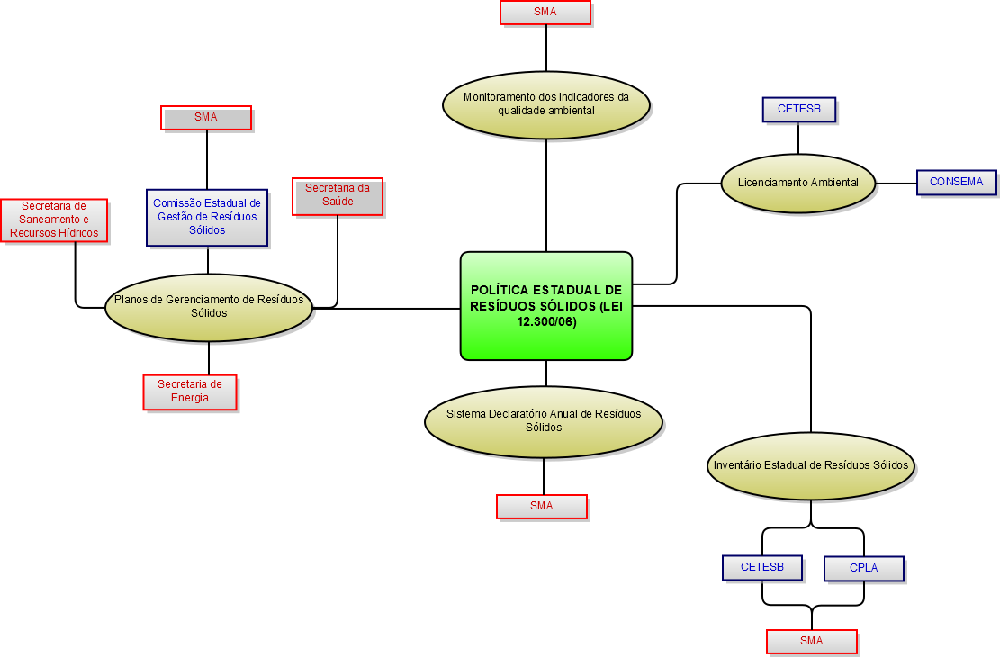 SMA
Monitoramento dos indicadores da
qualidade ambiental
CETESB
Licenciamento Ambiental
CONSEMA
SMA
Comissão Estadual de
Gestão de Resíduos
Sólidos
Secretaria da
Saúde
Secretaria de
Saneamento e
Recursos Hídricos
Planos de Gerenciamento de Resíduos
Sólidos
Secretaria de
Energia
POLÍTICA ESTADUAL DE
RESÍDUOS SÓLIDOS (LEI
12.300/06)
Sistema Declaratório Anual de Resíduos
Sólidos
SMA
Inventário Estadual de Resíduos Sólidos
CETESB
CPLA
SMA